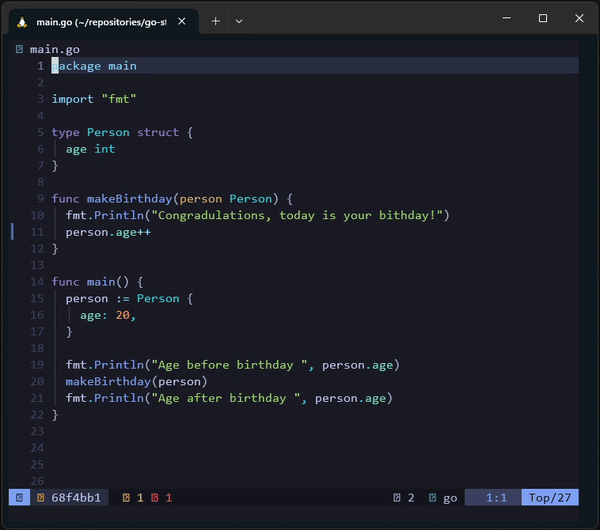 main.go (~/repositories/go-st
main.go
1 package main
2
3 import "fmt"
4
5 type Person struct {
6 age int
7 }
8
9 func makeBirthday(person Person) {
10 fmt.Println("Congradulations, today is your bithday!")
11 person.age++
12 }
13
14 func main() {
15 person := Person {
16 age: 20,
17 }
18
19 fmt.Println("Age before birthday ", person.age)
20 makeBirthday(person)
21 fmt.Println("Age after birthday ", person.age)
22 }
23
24
25
26
68f4bb1 1 1 2 go 1:1 Top/27